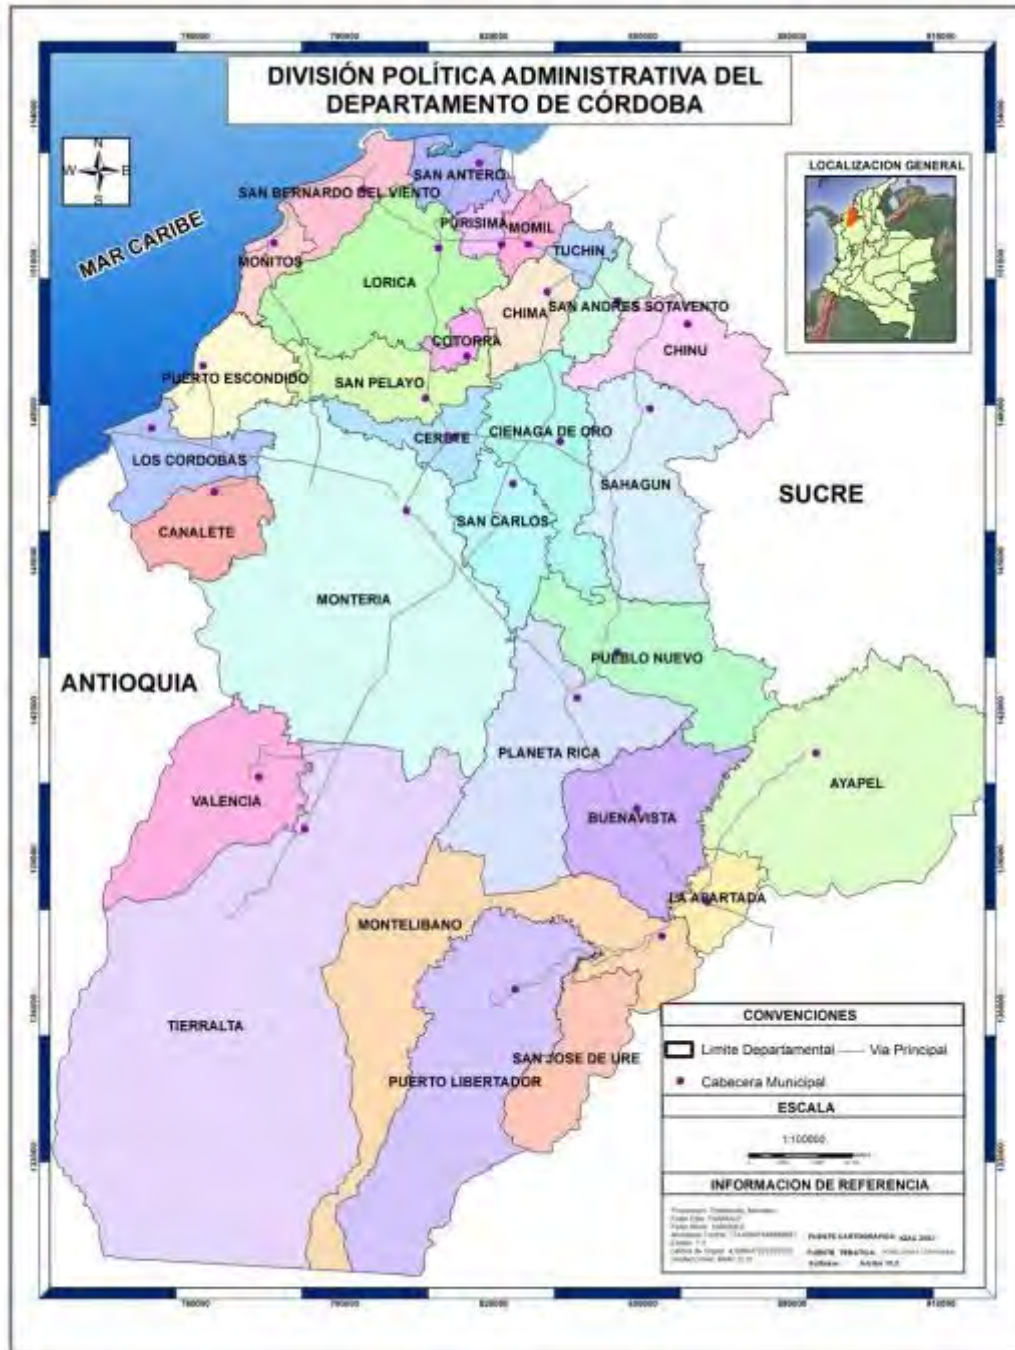 DIVISIÓN POLÍTICA ADMINISTRATIVA DEL
DEPARTAMENTO DE CÓRDOBA
N
W
E
S
LOCALIZACION GENERAL
MAR CARIBE
SAN ANTERO
SAN BERNARDO DEL VIENTO
PURISIMA
MOMIL
TUCHIN
MOÑITOS
LORICA
CHIMA
SAN ANDRES SOTAVENTO
COTORRA
CHINU
PUERTO ESCONDIDO
SAN PELAYO
CERETE
CIENAGA DE ORO
LOS CORDOBAS
SAHAGUN
SUCRE
CANALETE
SAN CARLOS
MONTERIA
PUEBLO NUEVO
ANTIOQUIA
PLANETA RICA
AYAPEL
VALENCIA
BUENAVISTA
LA APARTADA
MONTELIBANO
TIERRALTA
SAN JOSE DE URE
PUERTO LIBERTADOR
CONVENCIONES
Limite Departamental
Via Principal
Cabecera Municipal
ESCALA
1:100000
INFORMACION DE REFERENCIA